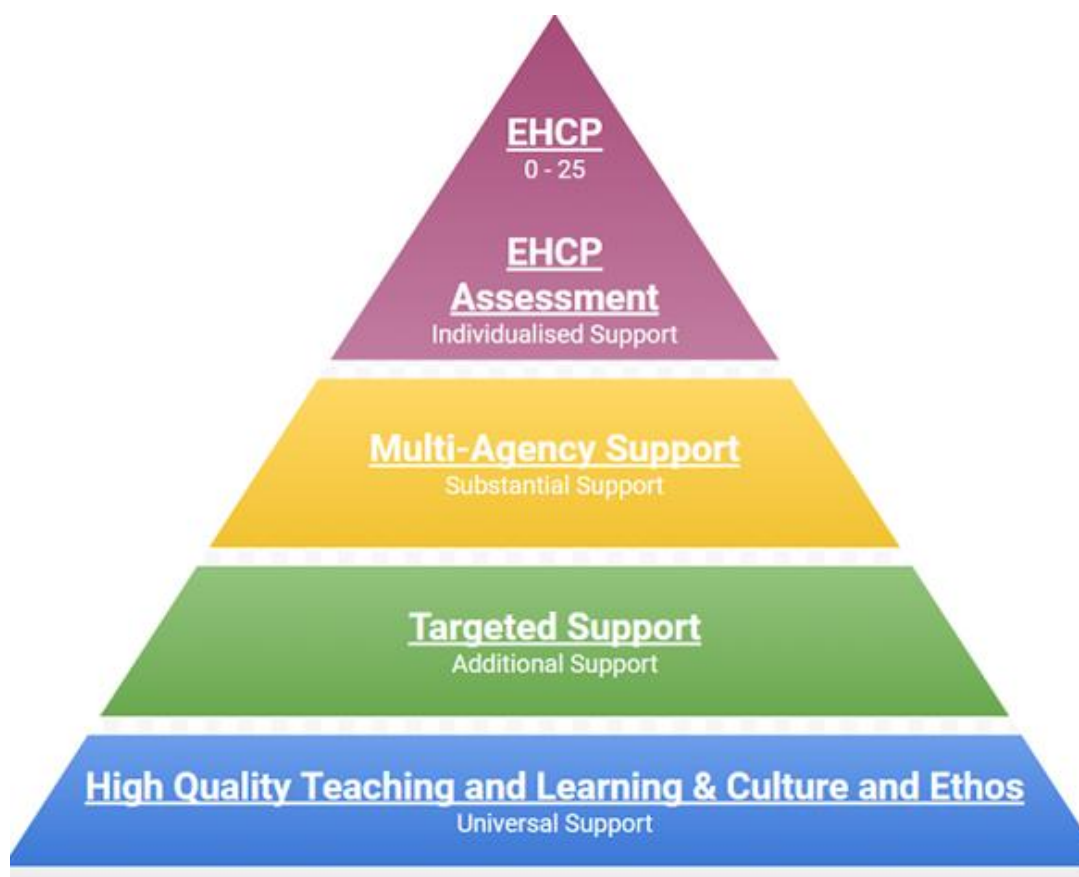 EHCP
0 - 25
EHCP
Assessment
Individualised Support
Multi-Agency Support
Substantial Support
Targeted Support
Additional Support
High Quality Teaching and Learning & Culture and Ethos
Universal Support